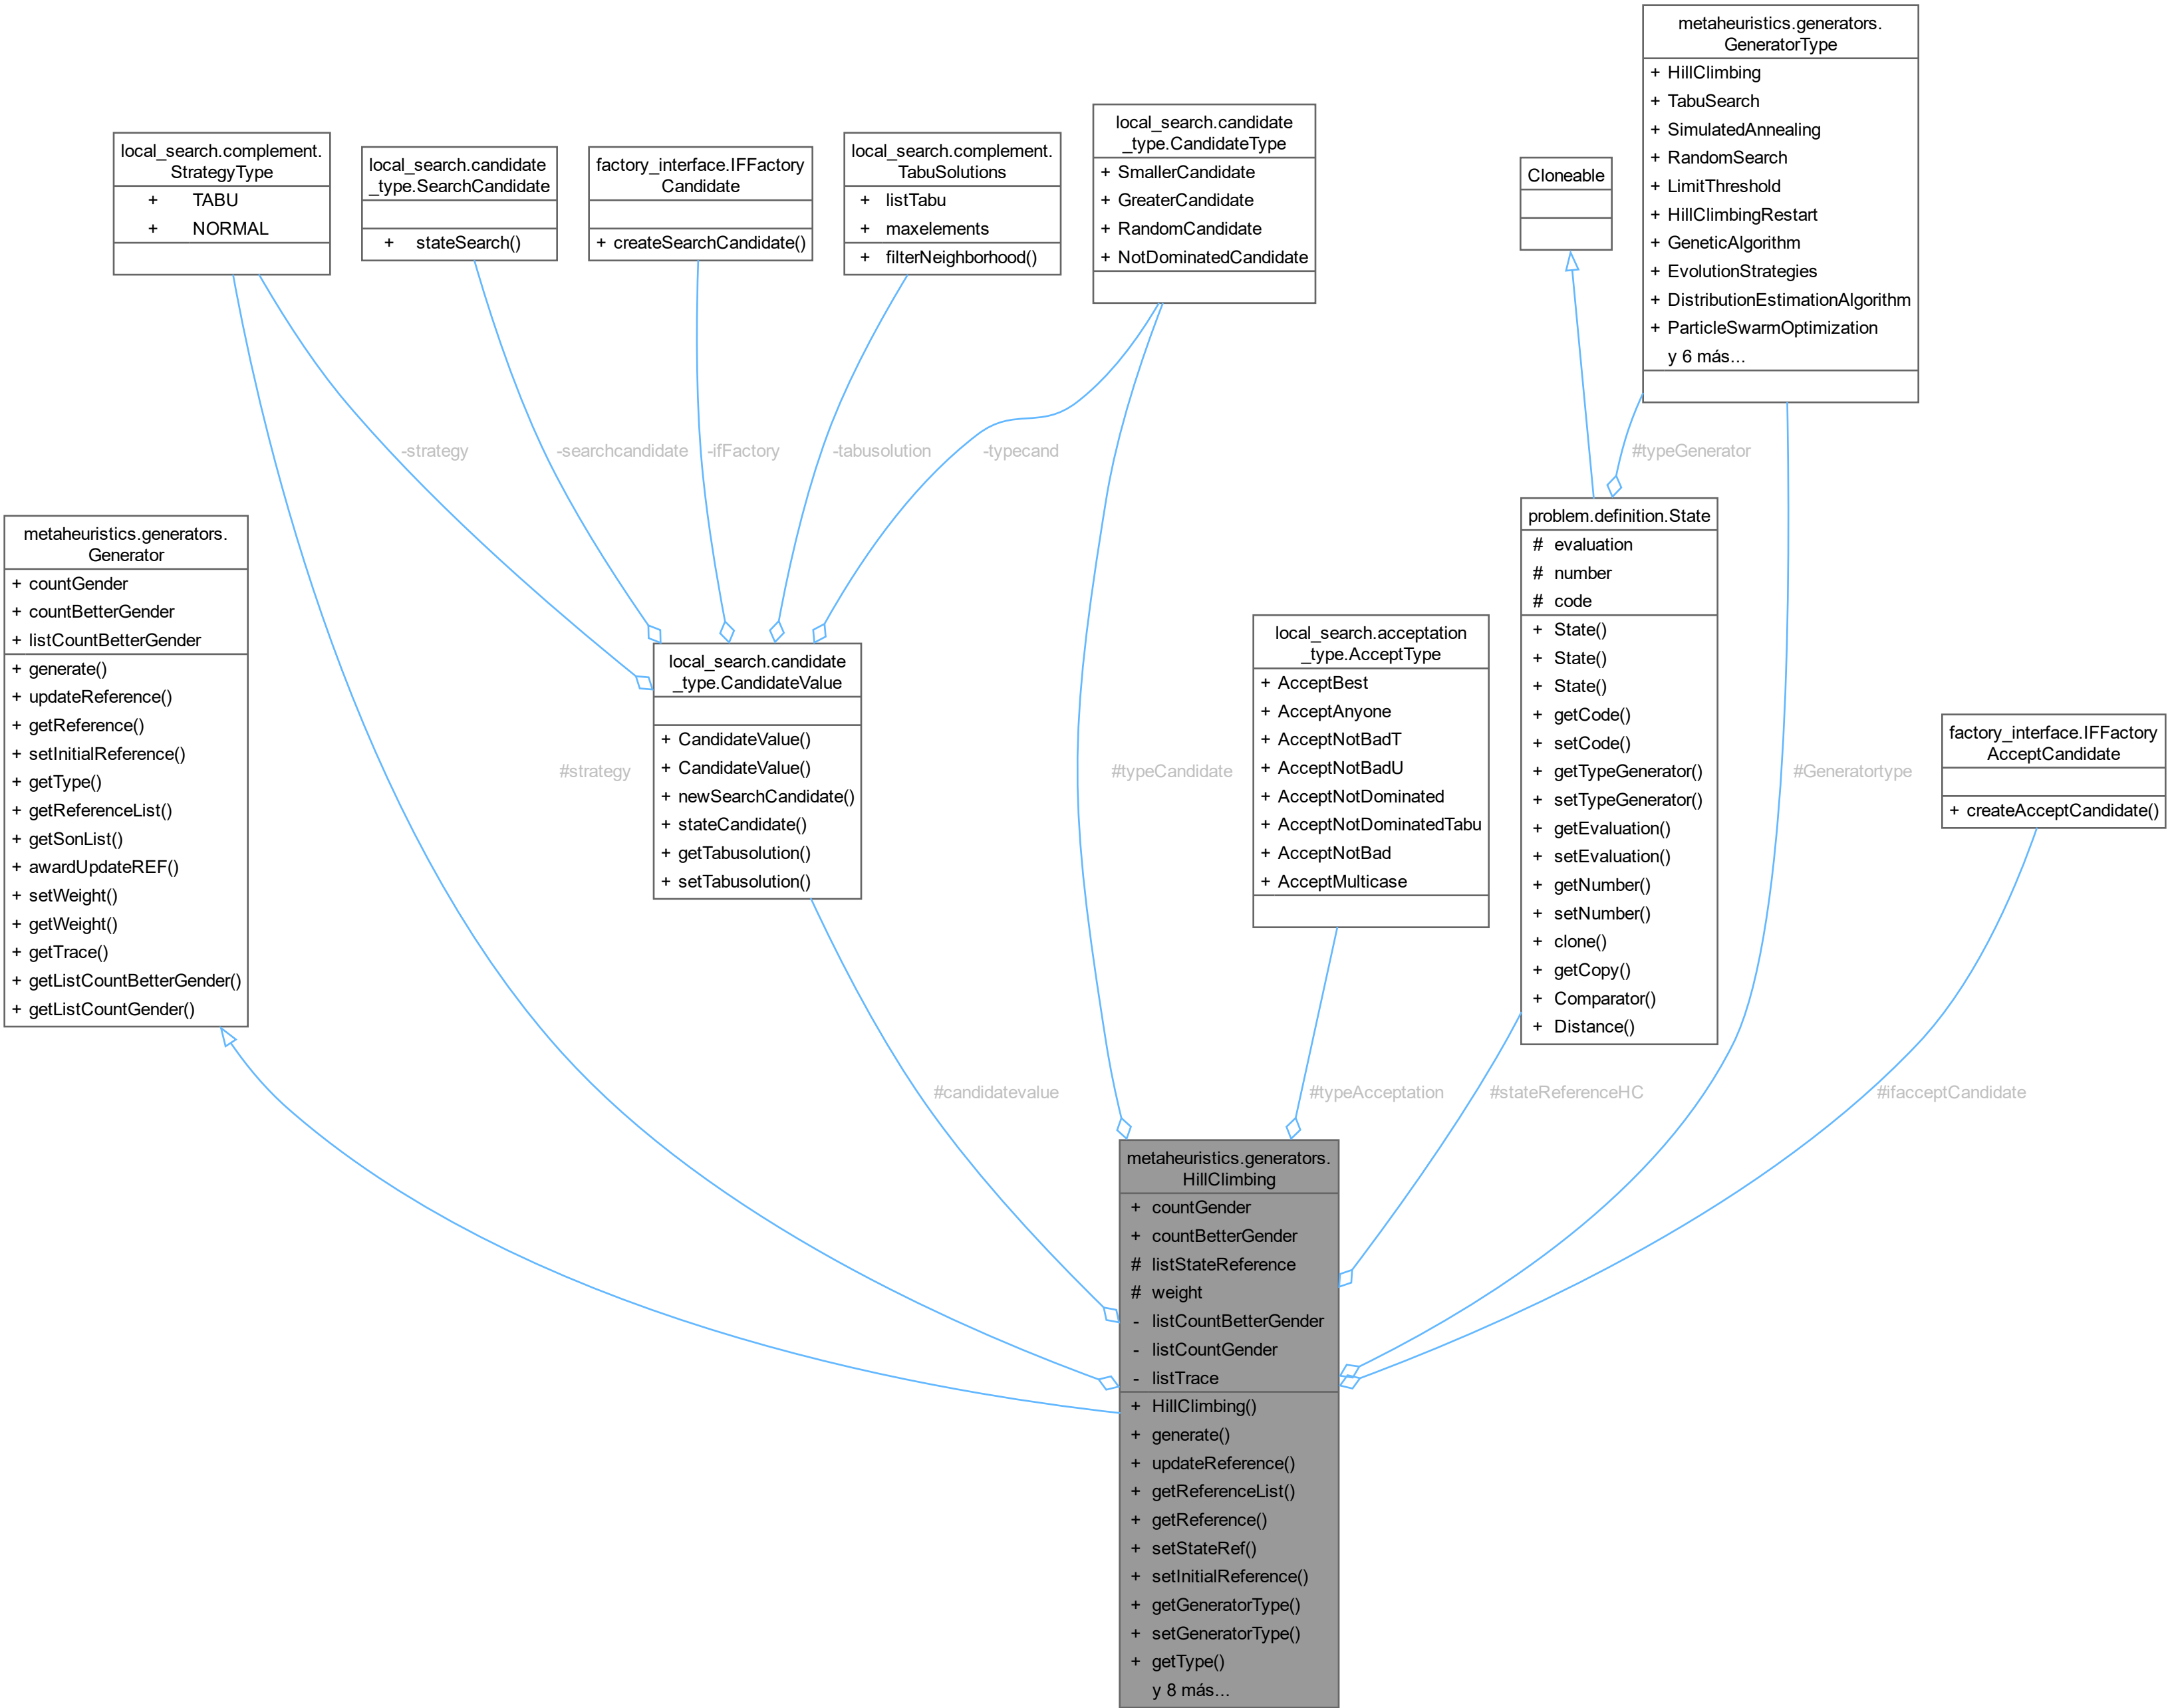 metaheuristics.generators.
GeneratorType
+ HillClimbing
+ TabuSearch
+ SimulatedAnnealing
+ RandomSearch
+ LimitThreshold
+ HillClimbingRestart
+ GeneticAlgorithm
+ EvolutionStrategies
+ DistributionEstimationAlgorithm
+ ParticleSwarmOptimization
y 6 más...
local_search.complement.
StrategyType
+ TABU
+ NORMAL
local_search.candidate
_type.SearchCandidate
+ stateSearch()
factory_interface.IFFactory
Candidate
+ createSearchCandidate()
local_search.complement.
TabuSolutions
+ listTabu
+ maxelements
+ filterNeighborhood()
local_search.candidate
_type.CandidateType
+ SmallerCandidate
+ GreaterCandidate
+ RandomCandidate
+ NotDominatedCandidate
Cloneable
-strategy
-searchcandidate
-ifFactory
-tabusolution
-typecand
#typeGenerator
metaheuristics.generators.
Generator
+ countGender
+ countBetterGender
+ listCountBetterGender
+ generate()
+ updateReference()
+ getReference()
+ setInitialReference()
+ getType()
+ getReferenceList()
+ getSonList()
+ awardUpdateREF()
+ setWeight()
+ getWeight()
+ getTrace()
+ getListCountBetterGender()
+ getListCountGender()
#strategy
local_search.candidate
_type.CandidateValue
+ CandidateValue()
+ CandidateValue()
+ newSearchCandidate()
+ stateCandidate()
+ getTabusolution()
+ setTabusolution()
#typeCandidate
local_search.acceptation
_type.AcceptType
+ AcceptBest
+ AcceptAnyone
+ AcceptNotBadT
+ AcceptNotBadU
+ AcceptNotDominated
+ AcceptNotDominatedTabu
+ AcceptNotBad
+ AcceptMulticase
problem.definition.State
# evaluation
# number
# code
+ State()
+ State()
+ State()
+ getCode()
+ setCode()
+ getTypeGenerator()
+ setTypeGenerator()
+ getEvaluation()
+ setEvaluation()
+ getNumber()
+ setNumber()
+ clone()
+ getCopy()
+ Comparator()
+ Distance()
#Generatortype
factory_interface.IFFactory
AcceptCandidate
+ createAcceptCandidate()
#candidatevalue
#typeAcceptation
#stateReferenceHC
#ifacceptCandidate
metaheuristics.generators.
HillClimbing
+ countGender
+ countBetterGender
# listStateReference
# weight
- listCountBetterGender
- listCountGender
- listTrace
+ HillClimbing()
+ generate()
+ updateReference()
+ getReferenceList()
+ getReference()
+ setStateRef()
+ setInitialReference()
+ getGeneratorType()
+ setGeneratorType()
+ getType()
y 8 más...